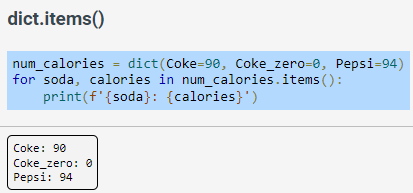 dict.items()
num_calories = dict(Coke=90, Coke_zero=0, Pepsi=94)
for soda, calories in num_calories.items():
    print(f'{soda}: {calories}')
Coke: 90
Coke_zero: 0
Pepsi: 94